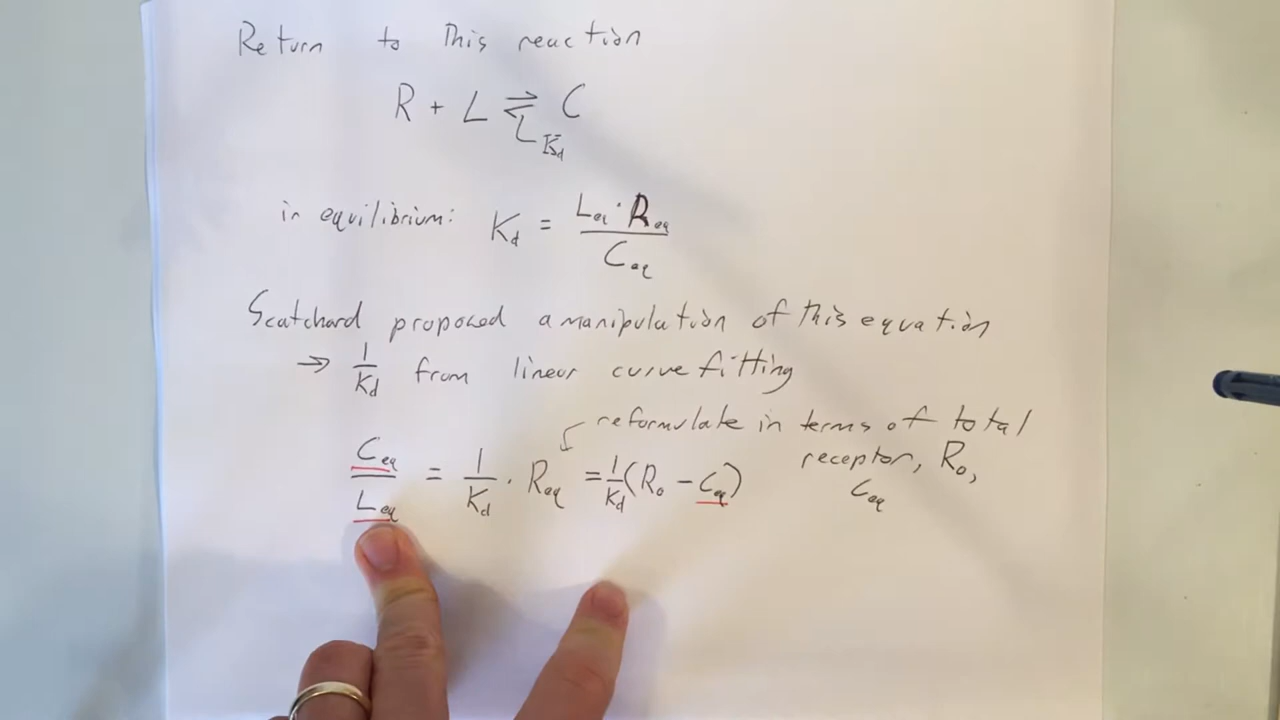 Return to this reaction
R + L ⇌ C
Kd
in equilibrium: Kd = Leq · Req / Ceq
Scatchard proposed a manipulation of this equation
⇒ 1/Kd from linear curve fitting
reformulate in terms of total
receptor, R₀,
Ceq
Ceq / Leq = 1/Kd · Req = 1/Kd (R₀ − Ceq)